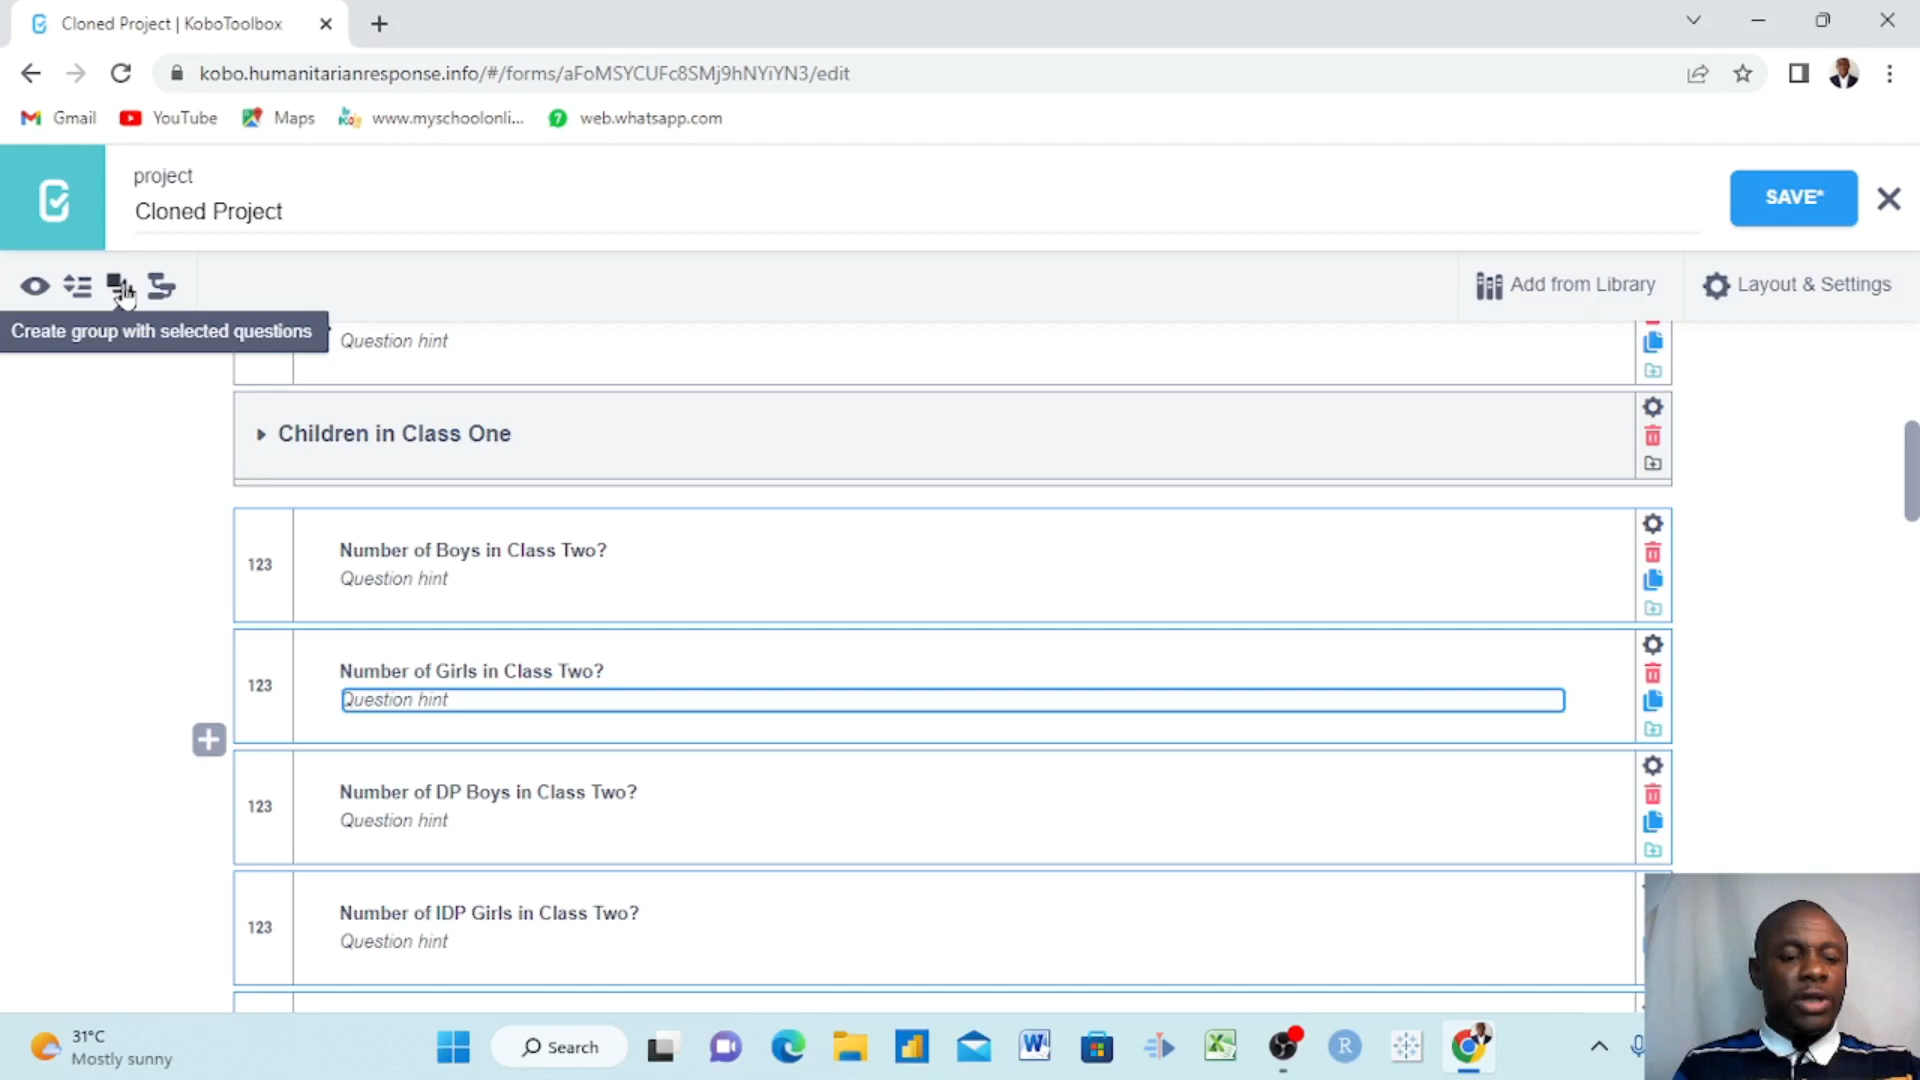 Cloned Project | KoboToolbox
kobo.humanitarianresponse.info/#/forms/aFoMSYCUFc8SMj9hNYiYN3/edit
Gmail YouTube Maps www.myschoolonli... web.whatsapp.com
project
Cloned Project
SAVE*
Add from Library
Layout & Settings
Create group with selected questions
Question hint
Children in Class One
123 Number of Boys in Class Two?
Question hint
123 Number of Girls in Class Two?
Question hint
123 Number of DP Boys in Class Two?
Question hint
123 Number of IDP Girls in Class Two?
Question hint
31°C
Mostly sunny
Search